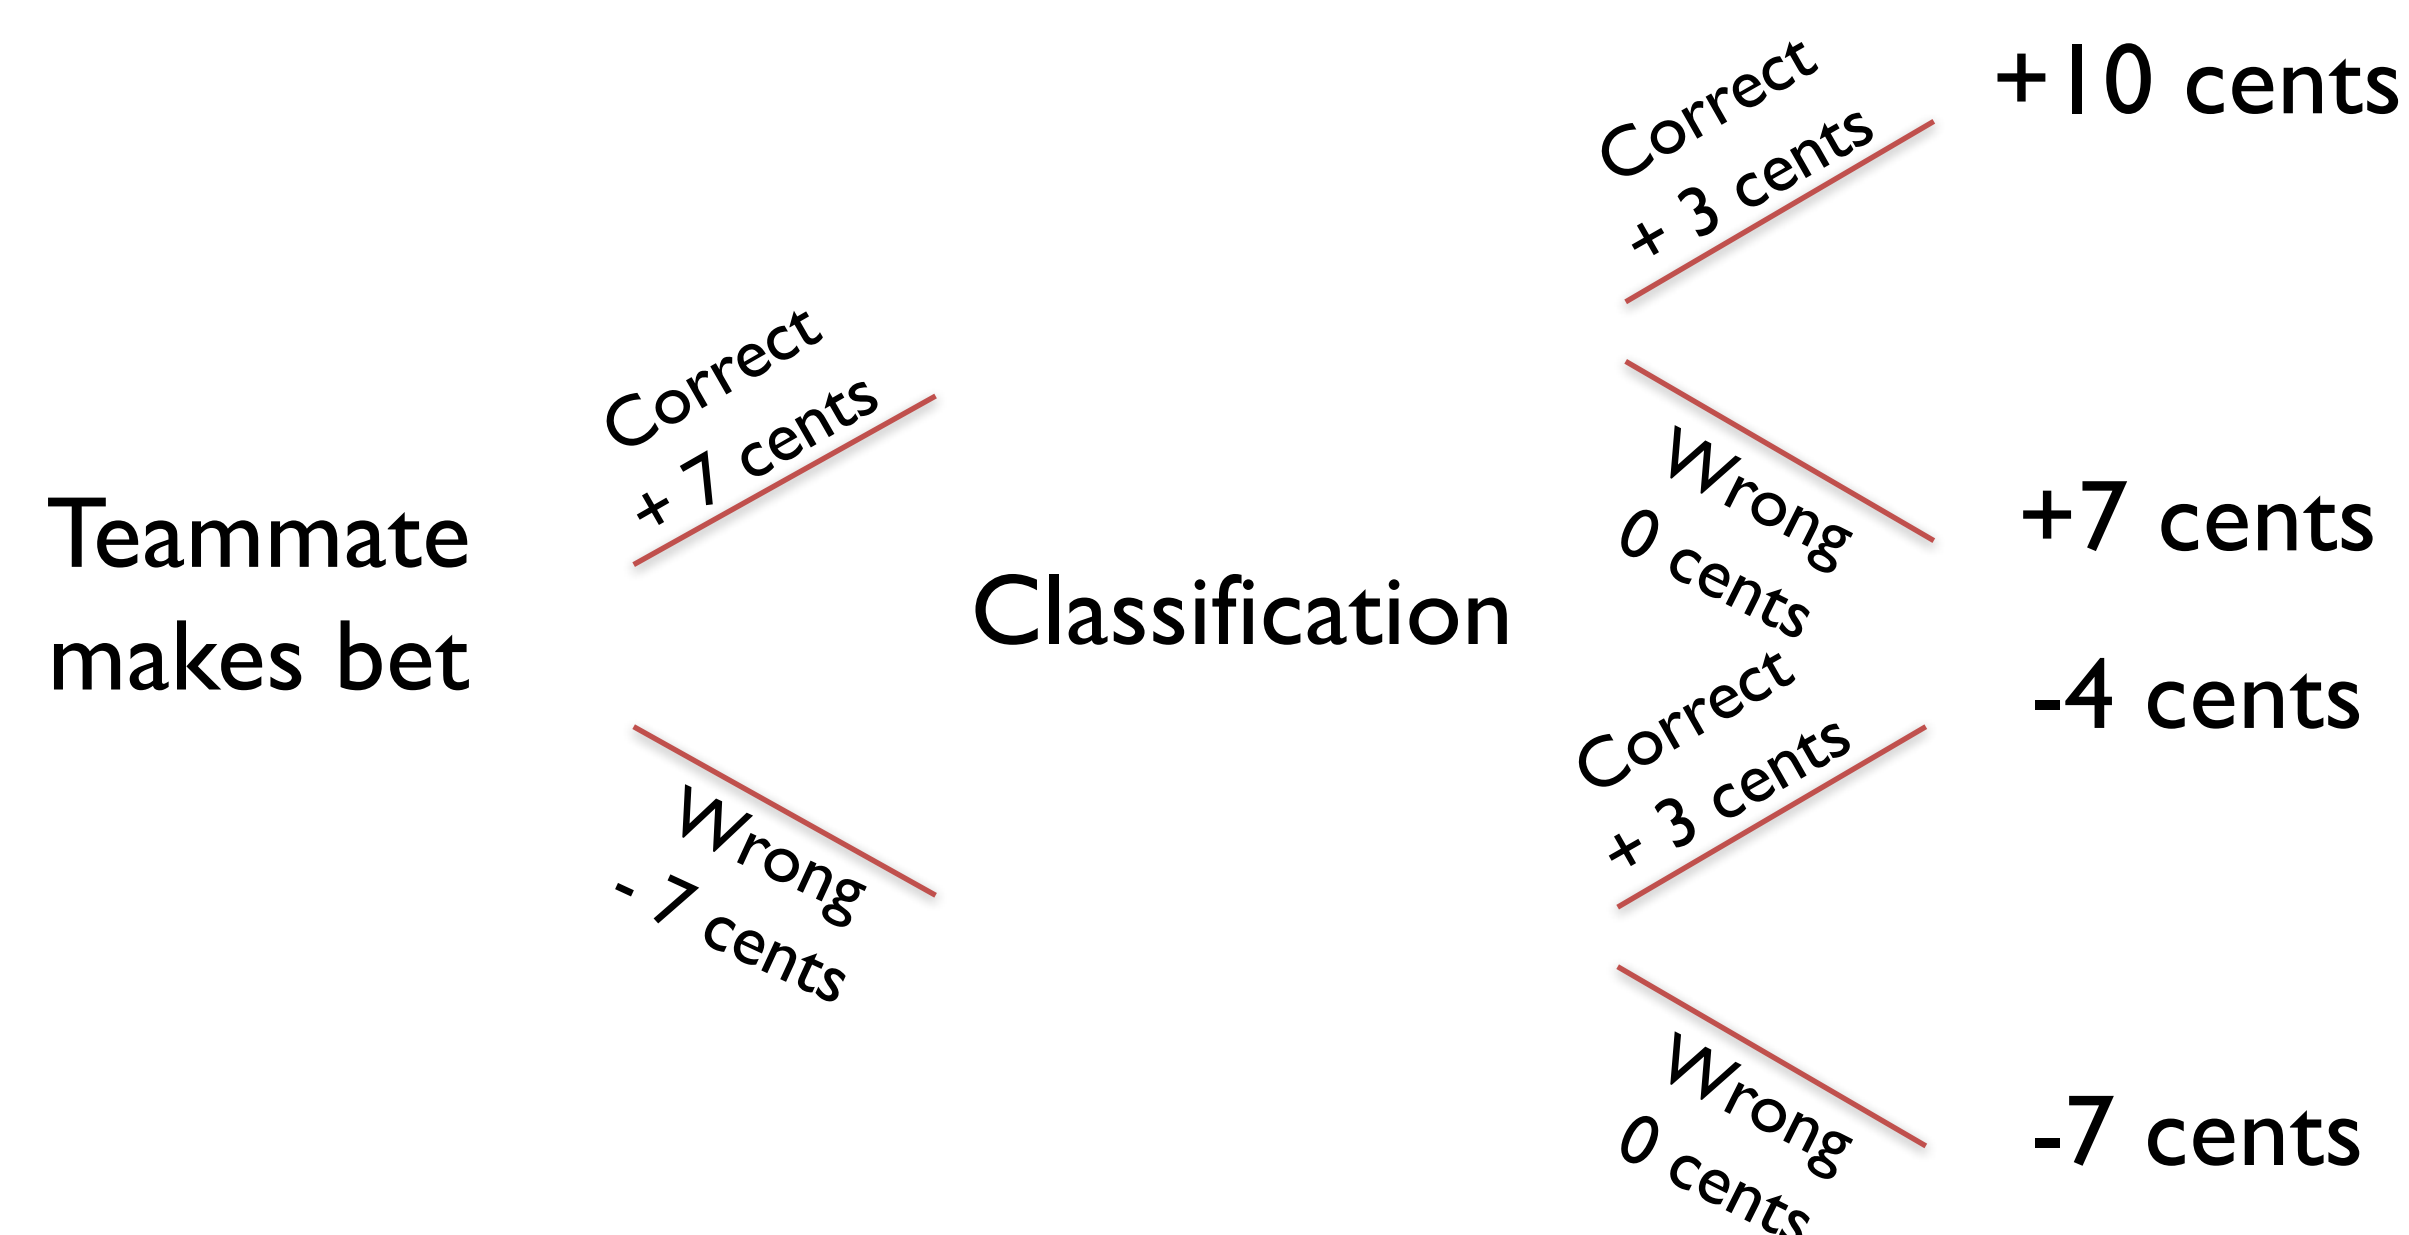 Teammate
makes bet
Correct
+ 7 cents
Wrong
- 7 cents
Classification
Correct
+ 3 cents
+10 cents
Wrong
0 cents
+7 cents
Correct
+ 3 cents
-4 cents
Wrong
0 cents
-7 cents